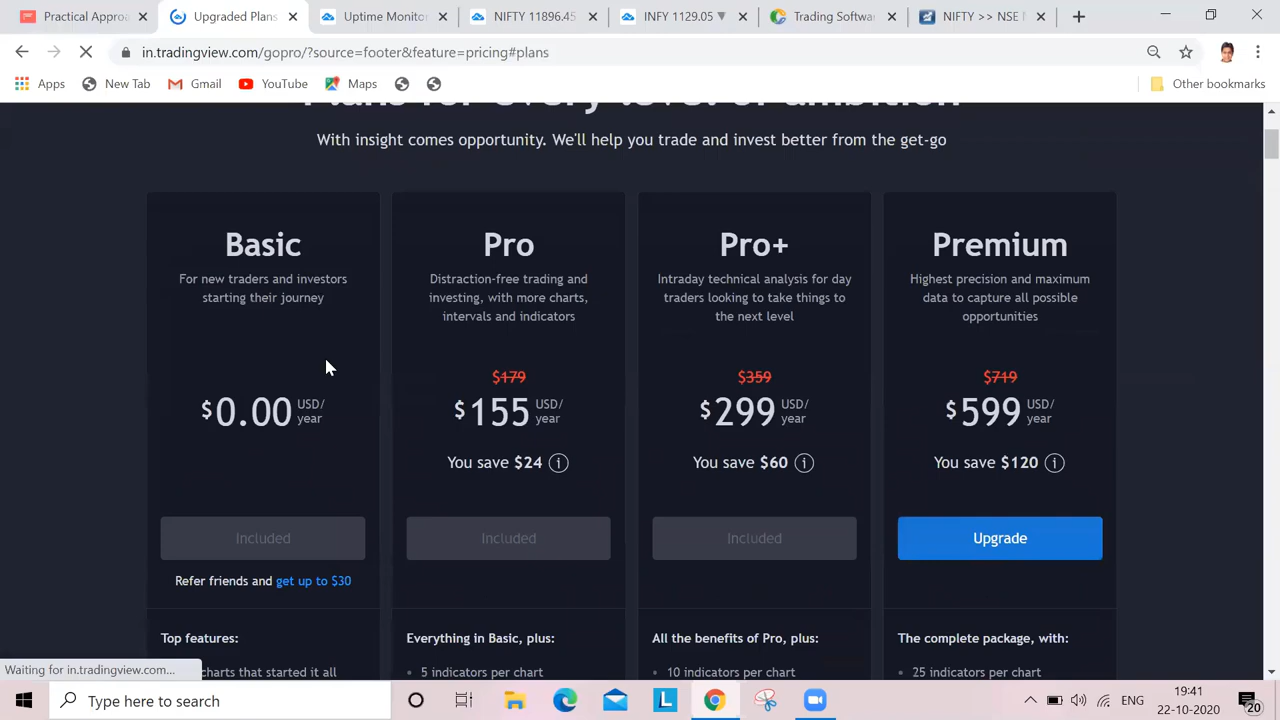 Practical Approa
Upgraded Plans
Uptime Monitor
NIFTY 11896.45
INFY 1129.05 ▼
Trading Softwa
NIFTY >> NSE
in.tradingview.com/gopro/?source=footer&feature=pricing#plans
Apps
New Tab
Gmail
YouTube
Maps
Other bookmarks
Plans for every level of ambition
With insight comes opportunity. We'll help you trade and invest better from the get-go
Basic
For new traders and investors
starting their journey
$0.00 USD/
year
Included
Refer friends and get up to $30
Top features:
charts that started it all
Pro
Distraction-free trading and
investing, with more charts,
intervals and indicators
$179
$155 USD/
year
You save $24
Included
Everything in Basic, plus:
• 5 indicators per chart
Pro+
Intraday technical analysis for day
traders looking to take things to
the next level
$359
$299 USD/
year
You save $60
Included
All the benefits of Pro, plus:
• 10 indicators per chart
Premium
Highest precision and maximum
data to capture all possible
opportunities
$719
$599 USD/
year
You save $120
Upgrade
The complete package, with:
• 25 indicators per chart
Waiting for in.tradingview.com...
Type here to search
L
ENG
19:41
22-10-2020
20